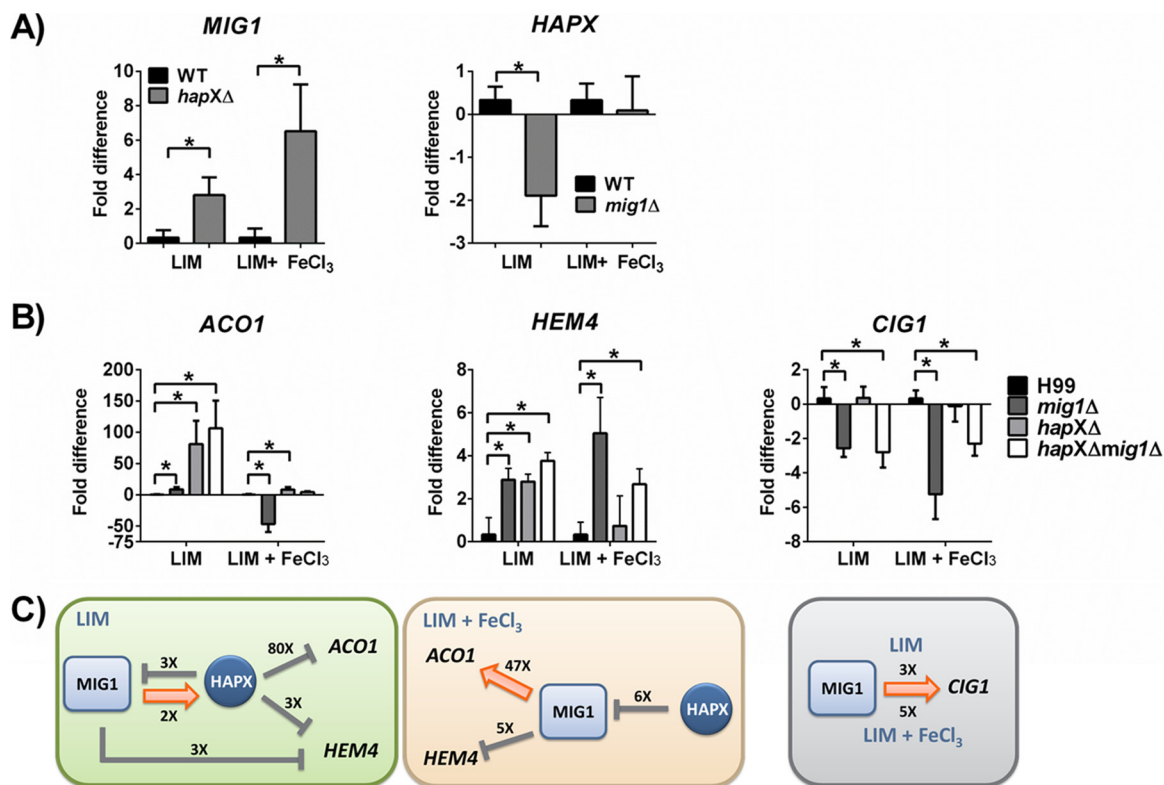 A)
MIG1
HAPX
Fold difference
10
8
6
4
2
0
WT
hapXΔ
*
*
LIM
LIM+ FeCl3
Fold difference
1
0
-1
-2
-3
*
WT
mig1Δ
LIM
LIM+ FeCl3
B)
ACO1
HEM4
CIG1
Fold difference
200
150
100
50
0
-50
-75
*
*
*
*
*
LIM
LIM + FeCl3
Fold difference
8
6
4
2
0
*
*
*
*
*
LIM
LIM + FeCl3
Fold difference
2
0
-2
-4
-6
-8
*
*
*
*
LIM
LIM + FeCl3
H99
mig1Δ
hapXΔ
hapXΔmig1Δ
C)
LIM
MIG1
3X
2X
HAPX
80X
ACO1
3X
3X
HEM4
LIM + FeCl3
ACO1
47X
MIG1
6X
HAPX
5X
HEM4
LIM
MIG1
3X
CIG1
5X
LIM + FeCl3